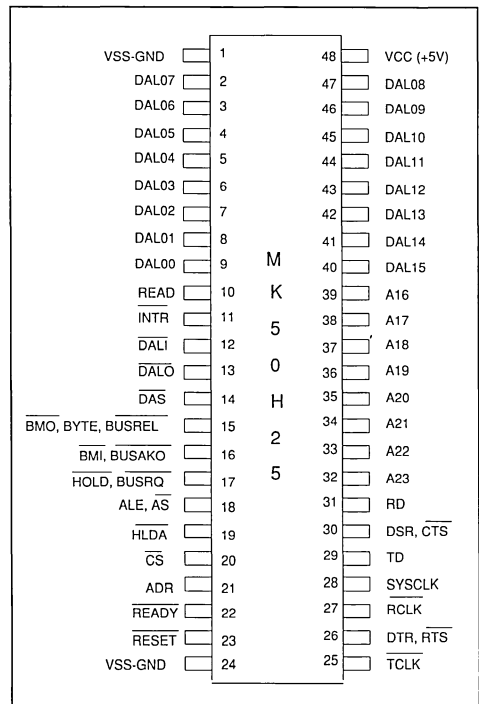 VSS-GND 1 48 VCC (+5V)
DAL07 2 47 DAL08
DAL06 3 46 DAL09
DAL05 4 45 DAL10
DAL04 5 44 DAL11
DAL03 6 43 DAL12
DAL02 7 42 DAL13
DAL01 8 41 DAL14
DAL00 9 40 DAL15
READ 10 39 A16
INTR 11 38 A17
DALI 12 37 A18
DALO 13 36 A19
DAS 14 35 A20
BMO, BYTE, BUSREL 15 34 A21
BMI, BUSAKO 16 33 A22
HOLD, BUSRQ 17 32 A23
ALE, AS 18 31 RD
HLDA 19 30 DSR, CTS
CS 20 29 TD
ADR 21 28 SYSCLK
READY 22 27 RCLK
RESET 23 26 DTR, RTS
VSS-GND 24 25 TCLK
MK50H25